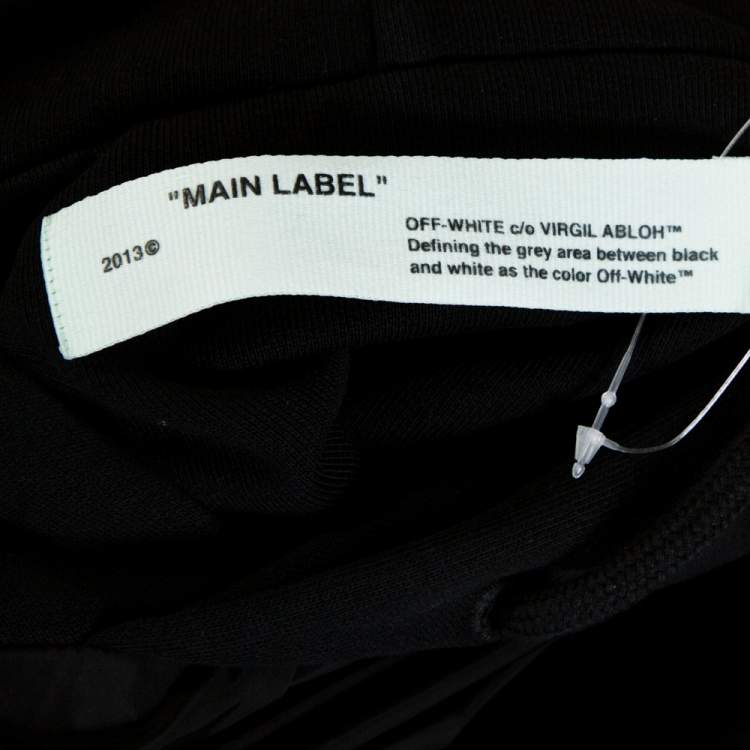 "MAIN LABEL"
2013©
OFF-WHITE c/o VIRGIL ABLOH™
Defining the grey area between black
and white as the color Off-White™